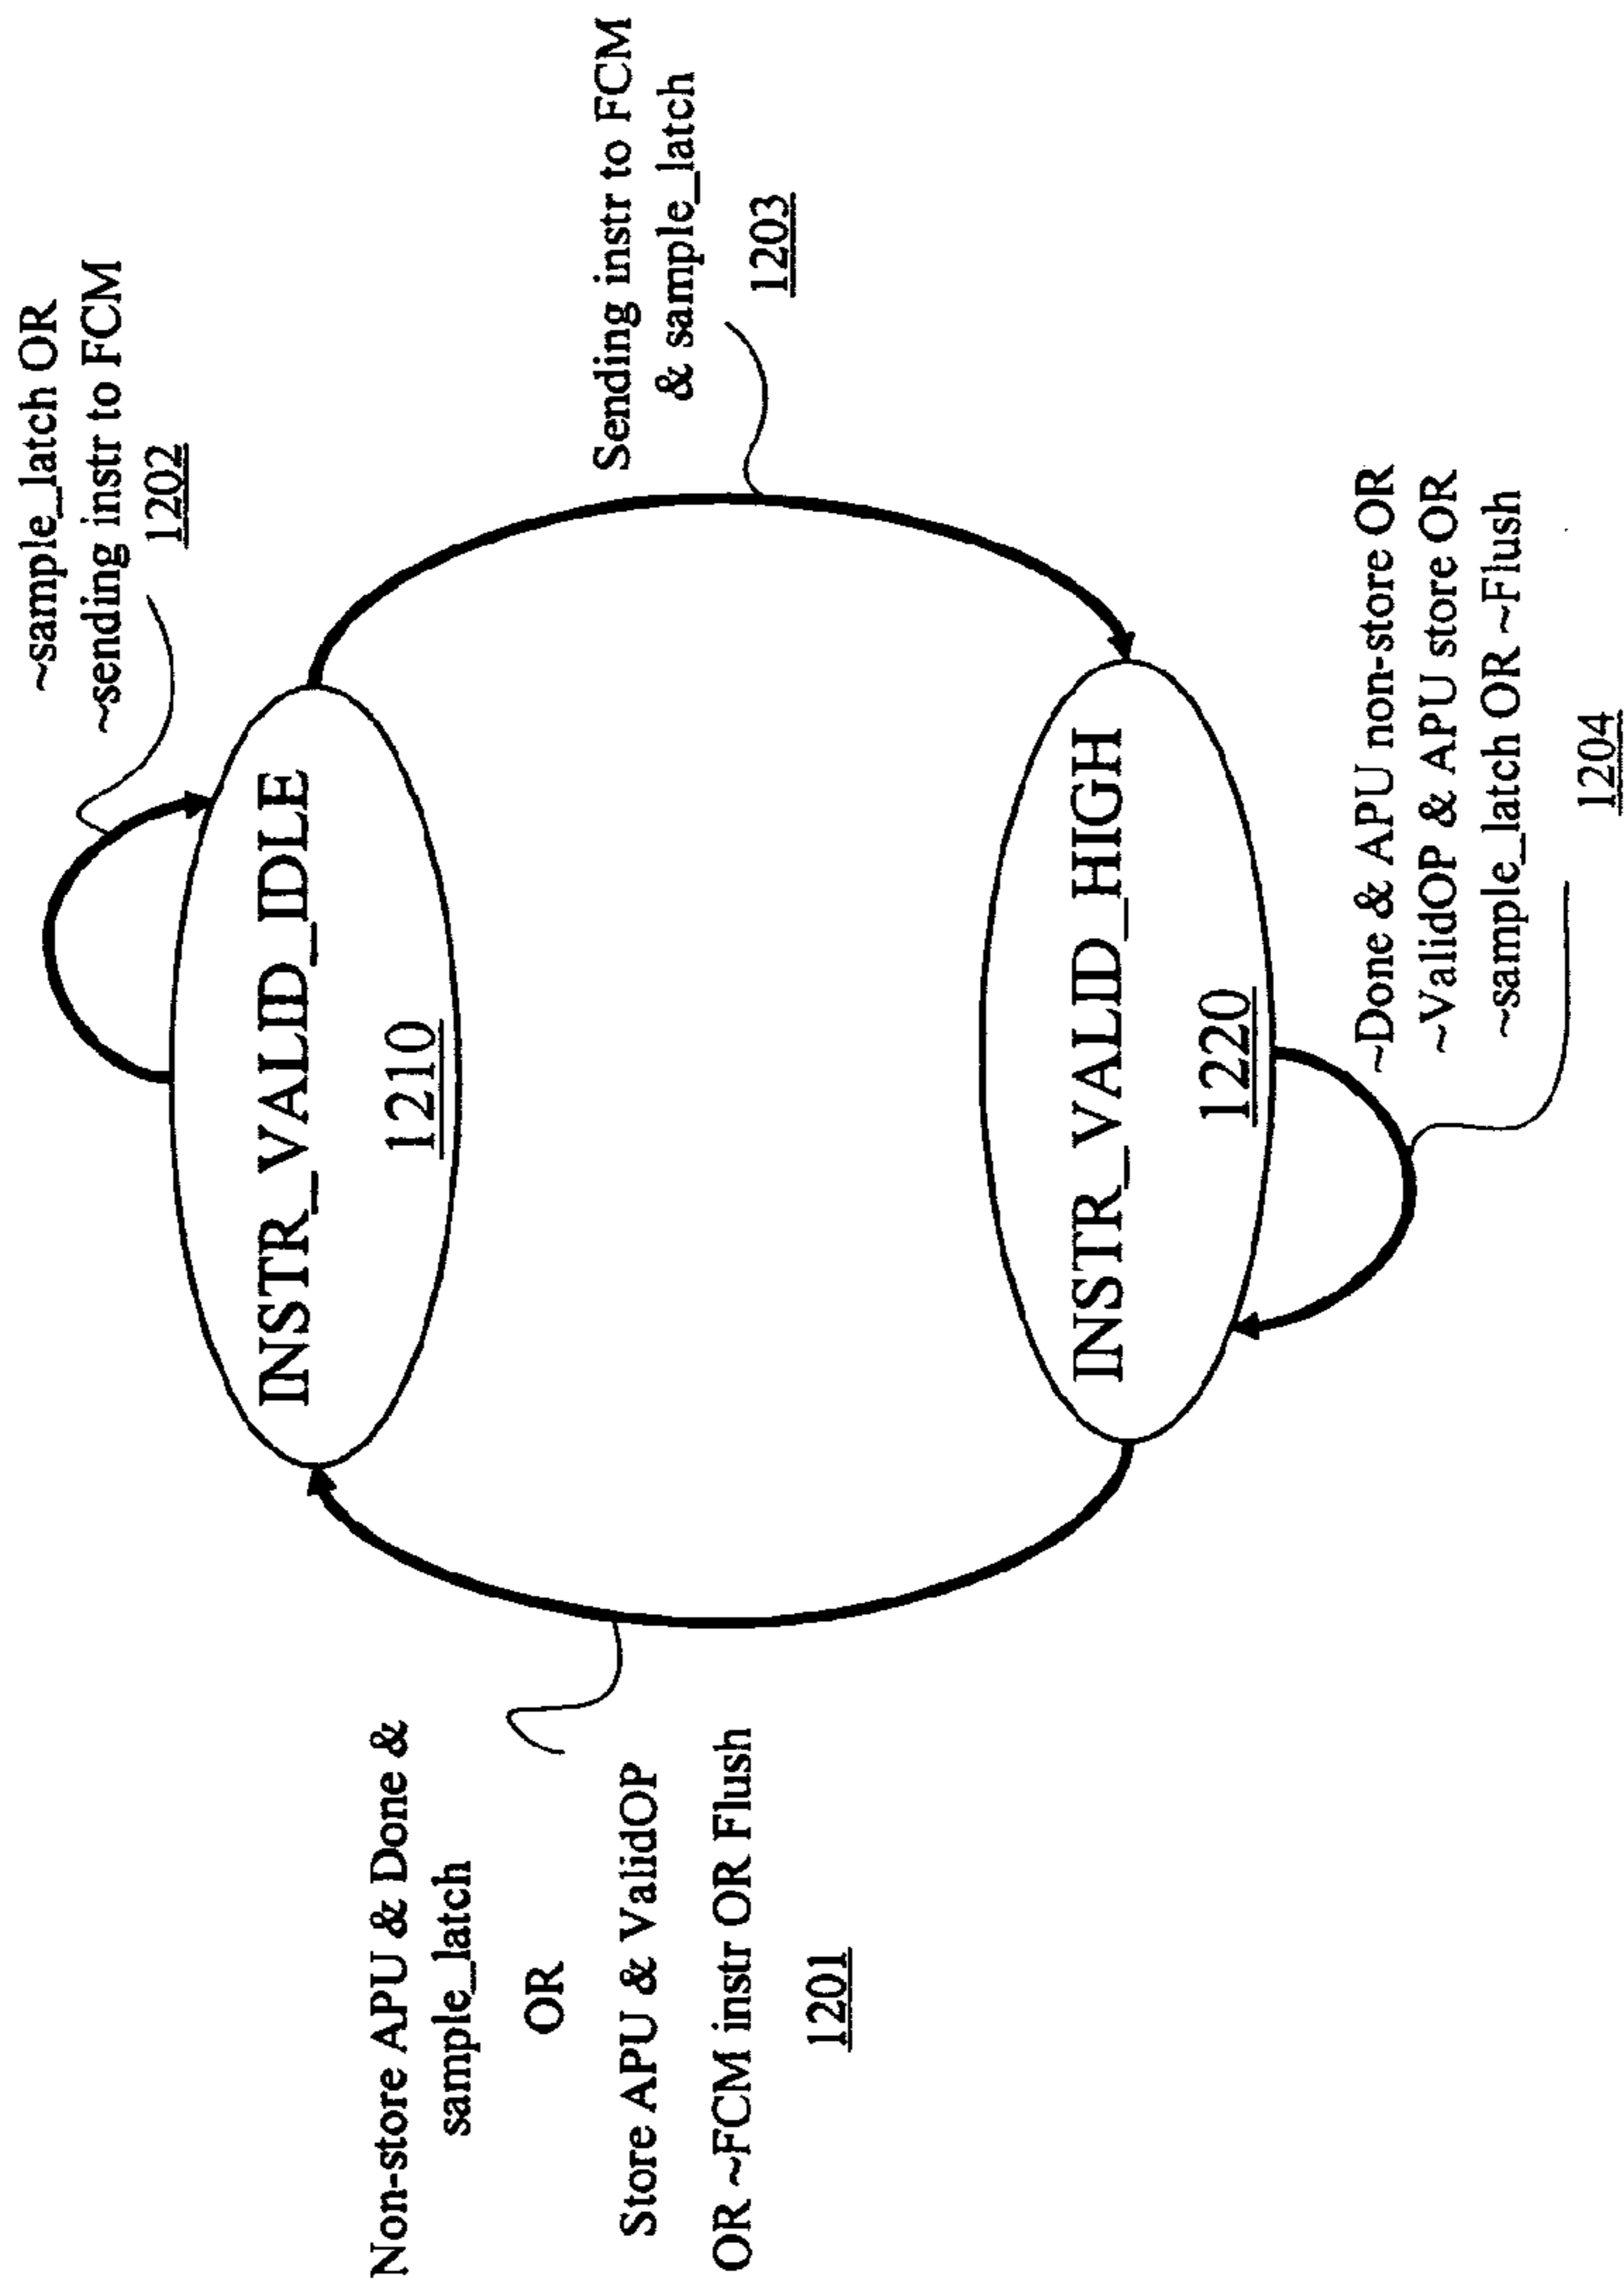 ~sample_latch OR
~sending instr to FCM
1202
INSTR_VALID_IDLE
1210
Non-store APU & Done &
sample_latch
OR
Store APU & ValidOP
OR ~FCM instr OR Flush
1201
Sending instr to FCM
& sample_latch
1203
INSTR_VALID_HIGH
1220
~Done & APU non-store OR
~ValidOP & APU store OR
~sample_latch OR ~Flush
1204